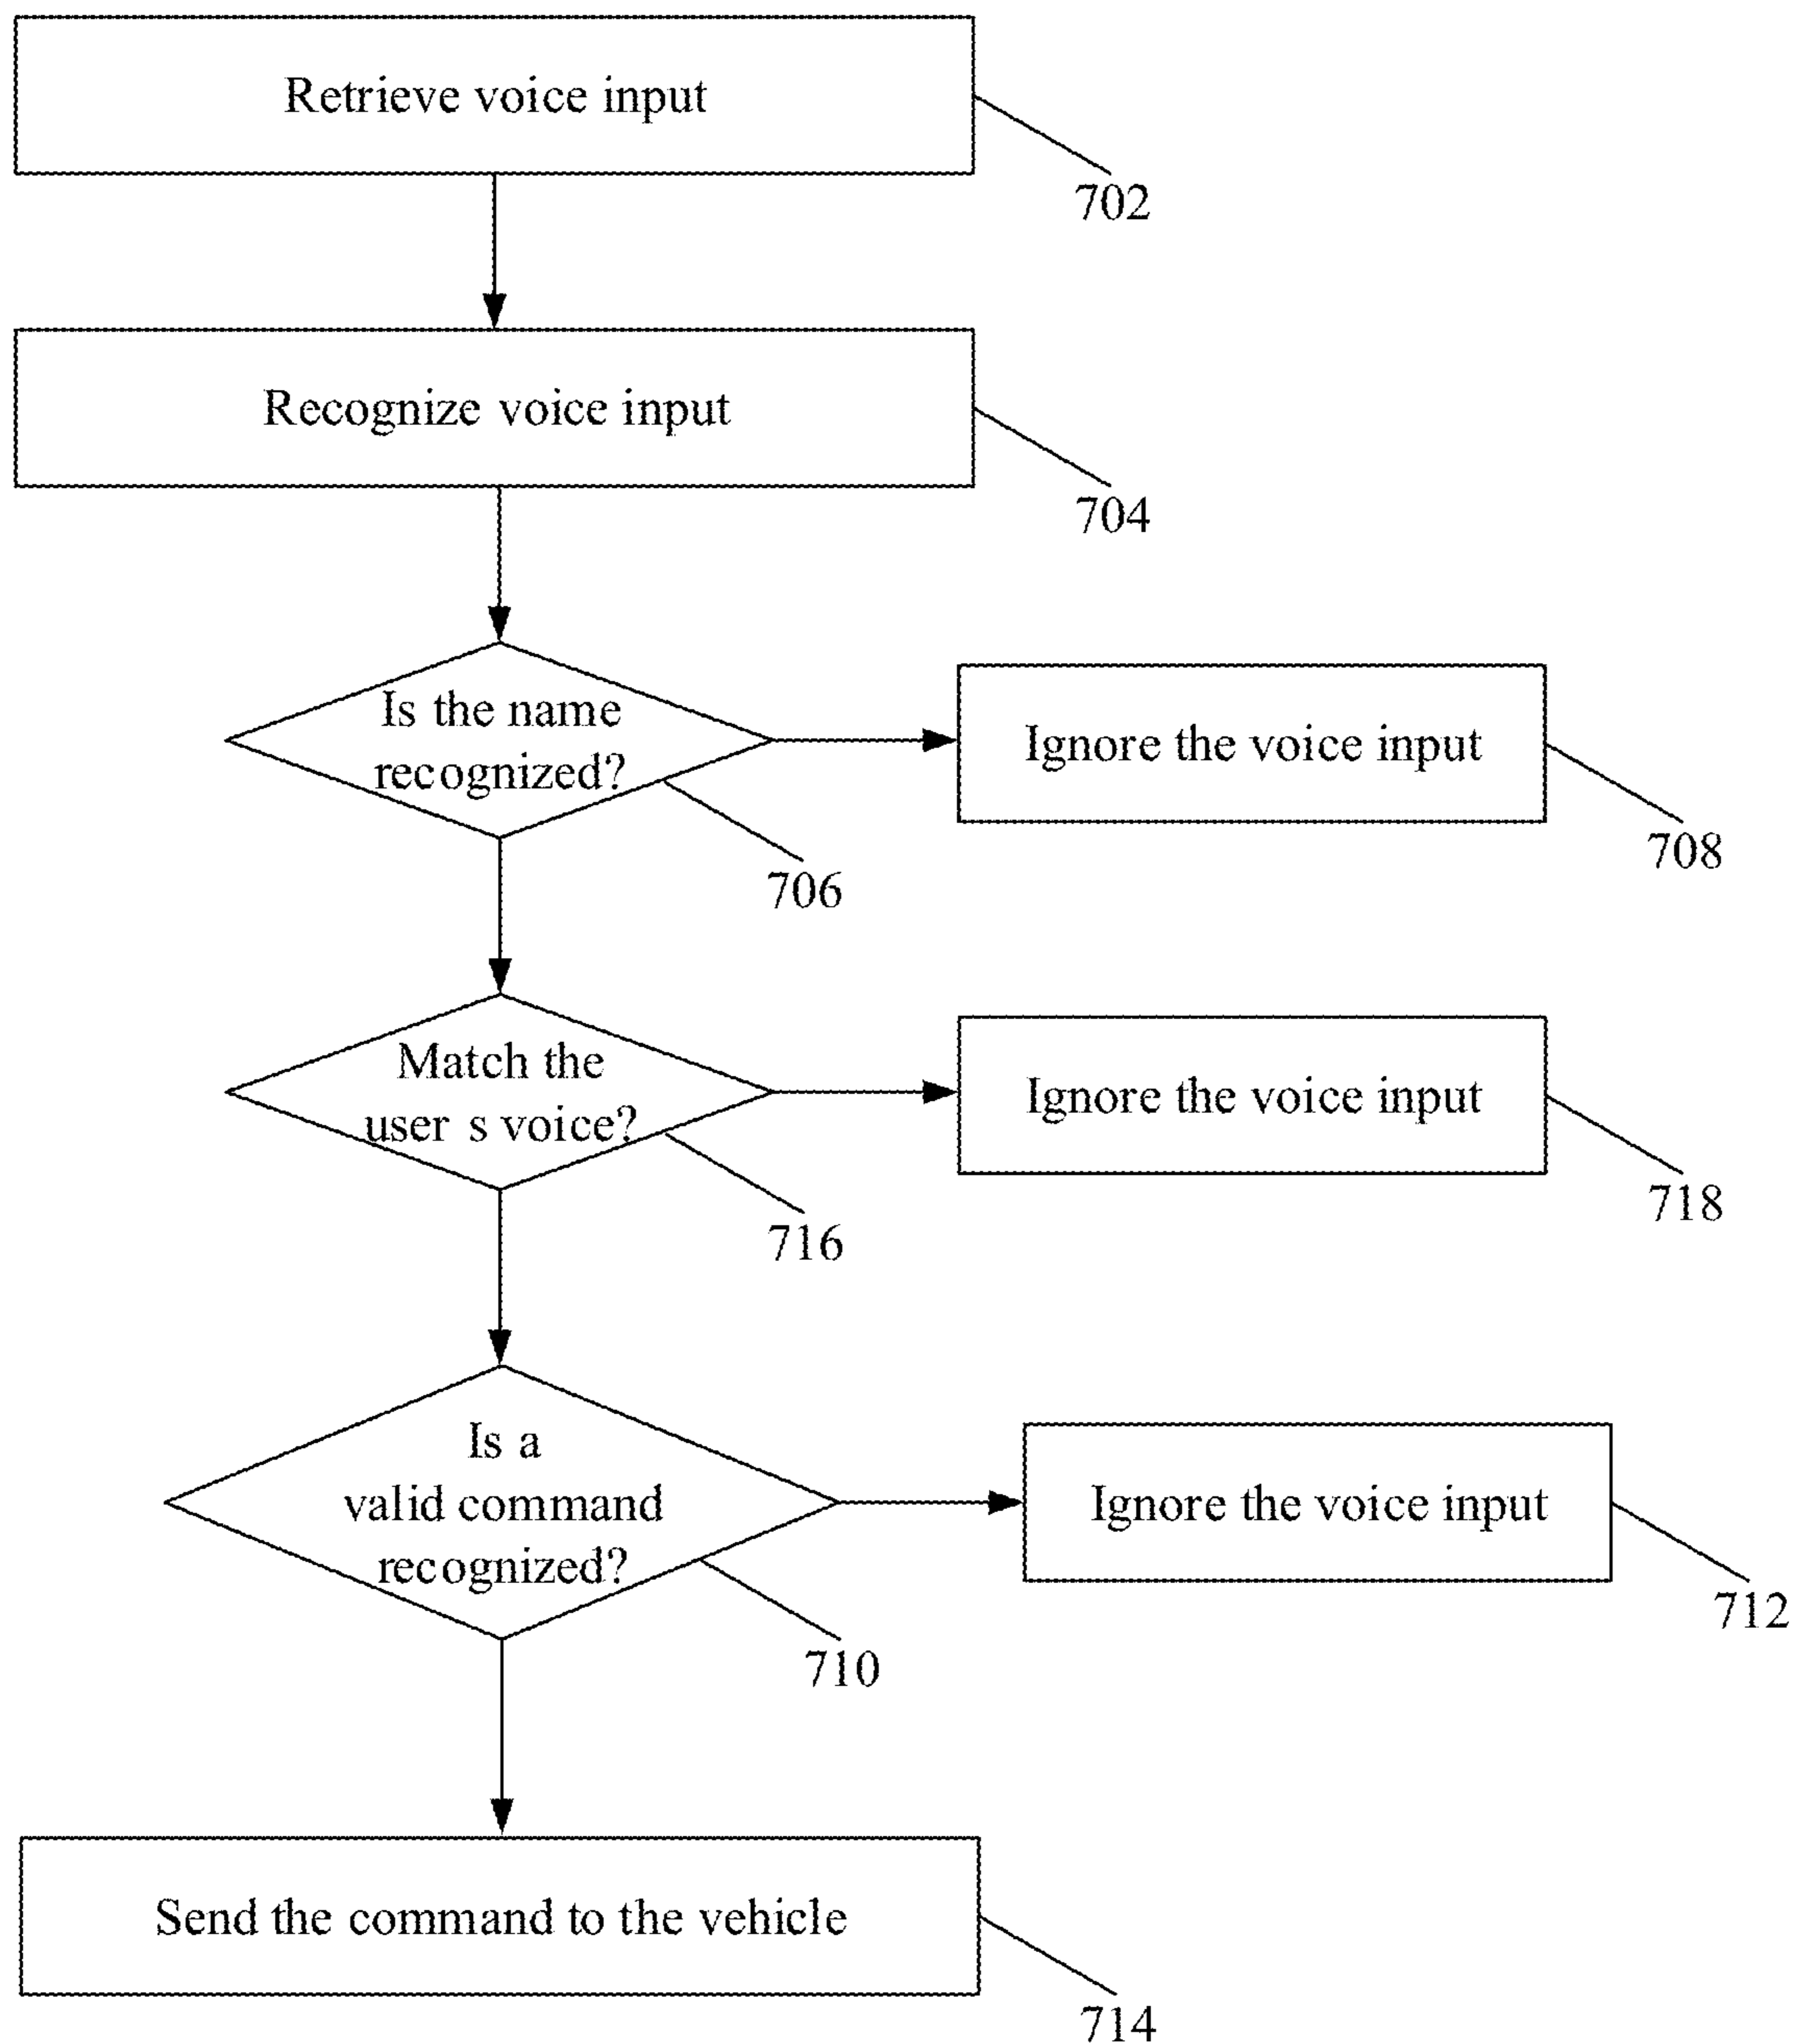 Retrieve voice input
702
Recognize voice input
704
Is the name
recognized?
706
Ignore the voice input
708
Match the
user s voice?
716
Ignore the voice input
718
Is a
valid command
recognized?
710
Ignore the voice input
712
Send the command to the vehicle
714